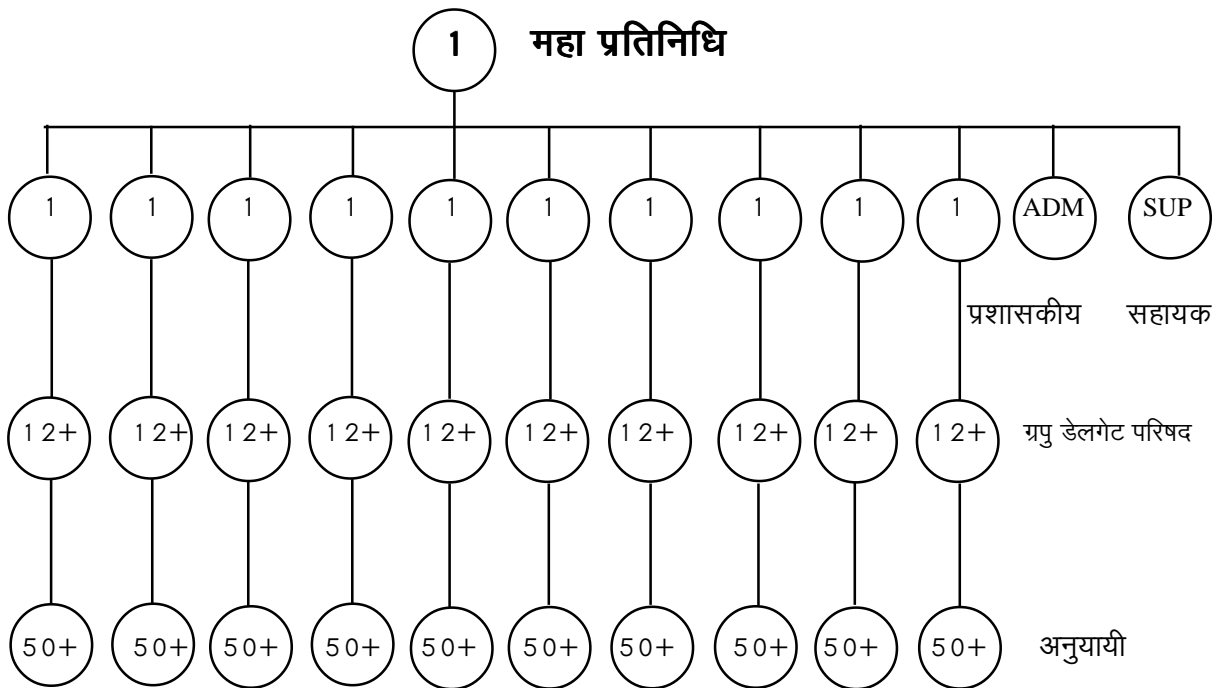 1 महा प्रतिनिधि
1 1 1 1 1 1 1 1 1 1 ADM SUP
प्रशासकीय सहायक
12+ 12+ 12+ 12+ 12+ 12+ 12+ 12+ 12+ 12+ ग्रपु डेलगेट परिषद
50+ 50+ 50+ 50+ 50+ 50+ 50+ 50+ 50+ 50+ अनुयायी